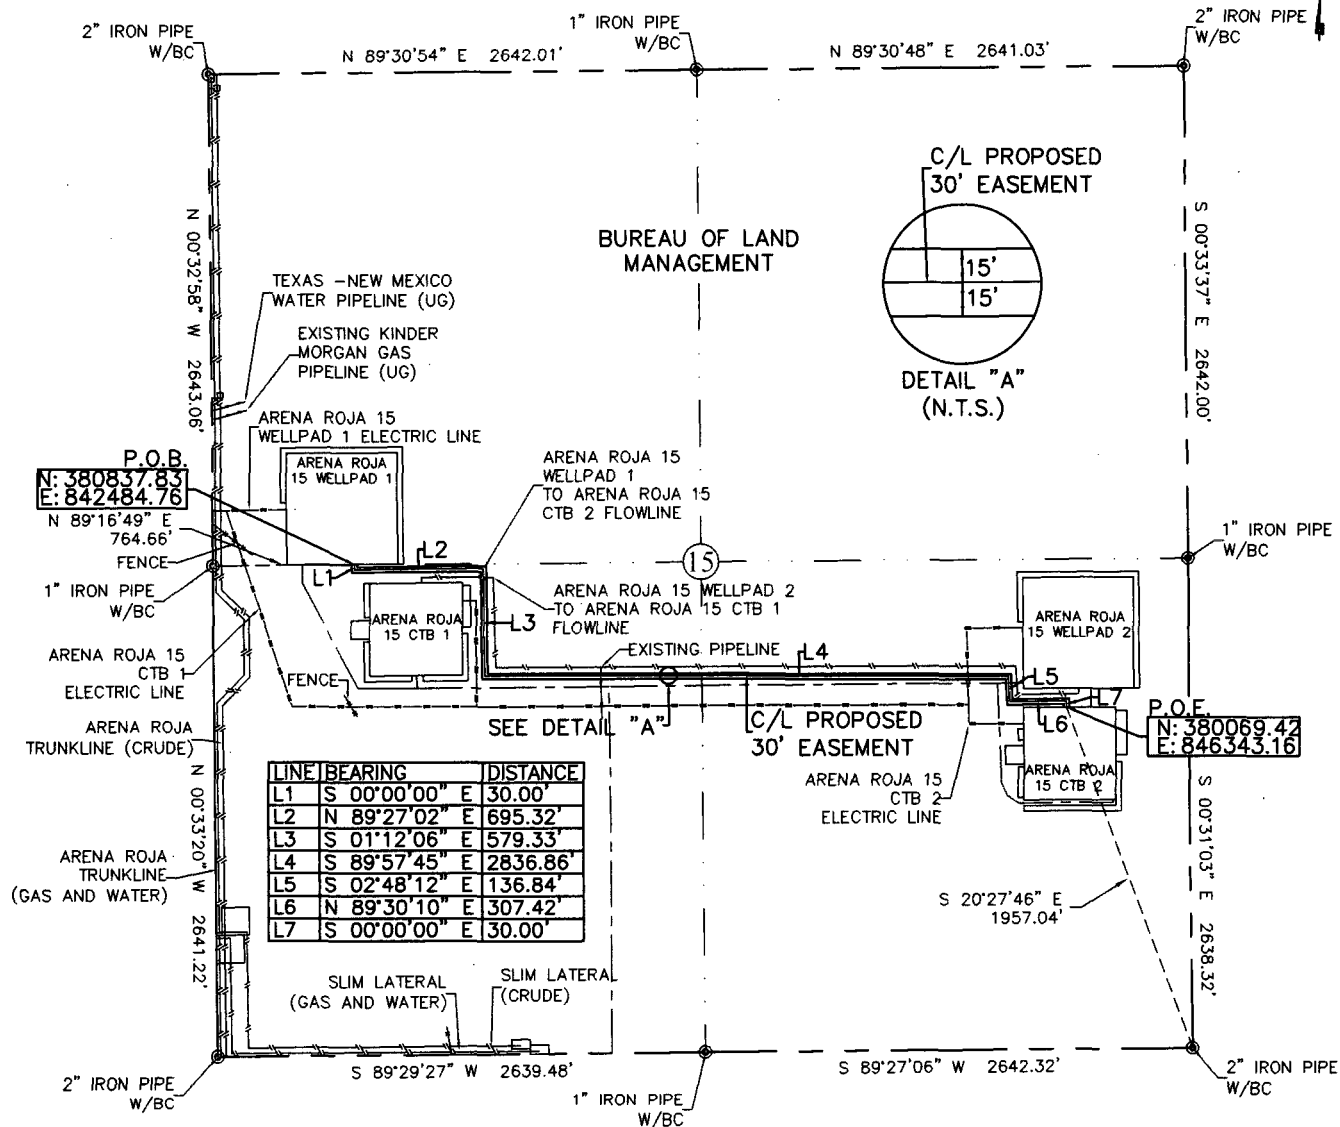 2" IRON PIPE
W/BC
N 89°30'54" E 2642.01'
1" IRON PIPE
W/BC
N 89°30'48" E 2641.03'
2" IRON PIPE
W/BC
C/L PROPOSED
30' EASEMENT
BUREAU OF LAND
MANAGEMENT
15'
15'
DETAIL "A"
(N.T.S.)
N 00°32'58" W 2643.06'
S 00°33'37" E 2642.00'
TEXAS -NEW MEXICO
WATER PIPELINE (UG)
EXISTING KINDER
MORGAN GAS
PIPELINE (UG)
ARENA ROJA 15
WELLPAD 1 ELECTRIC LINE
P.O.B.
N: 380837.83
E: 842484.76
ARENA ROJA
15 WELLPAD 1
ARENA ROJA 15
WELLPAD 1
TO ARENA ROJA 15
CTB 2 FLOWLINE
N 89°16'49" E
764.66'
FENCE
1" IRON PIPE
W/BC
L1
L2
15
1" IRON PIPE
W/BC
ARENA ROJA 15 WELLPAD 2
TO ARENA ROJA 15 CTB 1
FLOWLINE
ARENA ROJA
15 CTB 1
L3
ARENA ROJA
15 WELLPAD 2
ARENA ROJA 15
CTB 1
ELECTRIC LINE
EXISTING PIPELINE
L4
L5
FENCE
L6
L7
P.O.E.
N: 380069.42
E: 846343.16
SEE DETAIL "A"
C/L PROPOSED
30' EASEMENT
ARENA ROJA
TRUNKLINE (CRUDE)
ARENA ROJA 15
CTB 2
ELECTRIC LINE
ARENA ROJA
15 CTB 2
LINE BEARING DISTANCE
L1 S 00°00'00" E 30.00'
L2 N 89°27'02" E 695.32'
L3 S 01°12'06" E 579.33'
L4 S 89°57'45" E 2836.86'
L5 S 02°48'12" E 136.84'
L6 N 89°30'10" E 307.42'
L7 S 00°00'00" E 30.00'
N 00°33'20" W 2641.22'
S 00°31'03" E 2638.32'
ARENA ROJA
TRUNKLINE
(GAS AND WATER)
S 20°27'46" E
1957.04'
SLIM LATERAL
(GAS AND WATER)
SLIM LATERAL
(CRUDE)
2" IRON PIPE
W/BC
S 89°29'27" W 2639.48'
1" IRON PIPE
W/BC
S 89°27'06" W 2642.32'
2" IRON PIPE
W/BC